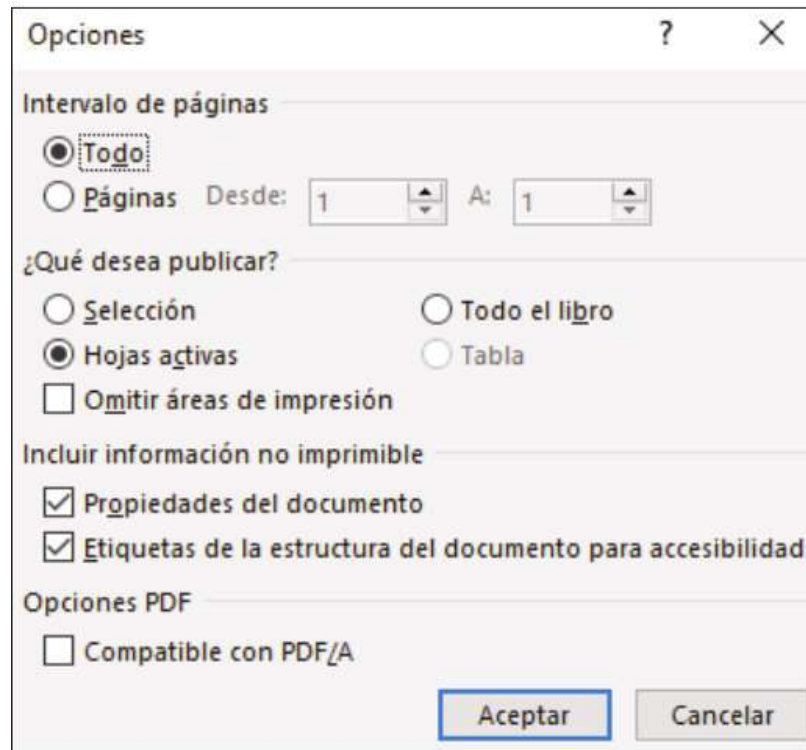 Opciones ? ×
Intervalo de páginas
Todo
Páginas Desde: 1 A: 1
¿Qué desea publicar?
Selección Todo el libro
Hojas activas Tabla
Omitir áreas de impresión
Incluir información no imprimible
Propiedades del documento
Etiquetas de la estructura del documento para accesibilidad
Opciones PDF
Compatible con PDF/A
Aceptar Cancelar